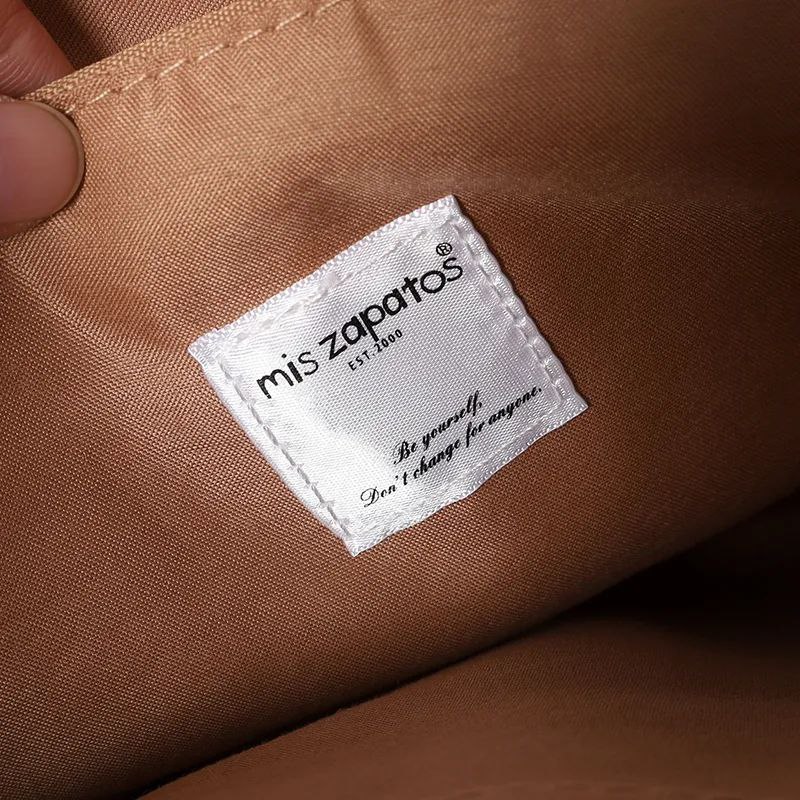 mis zapatos®
EST.2000
Be yourself,
Don't change for anyone.